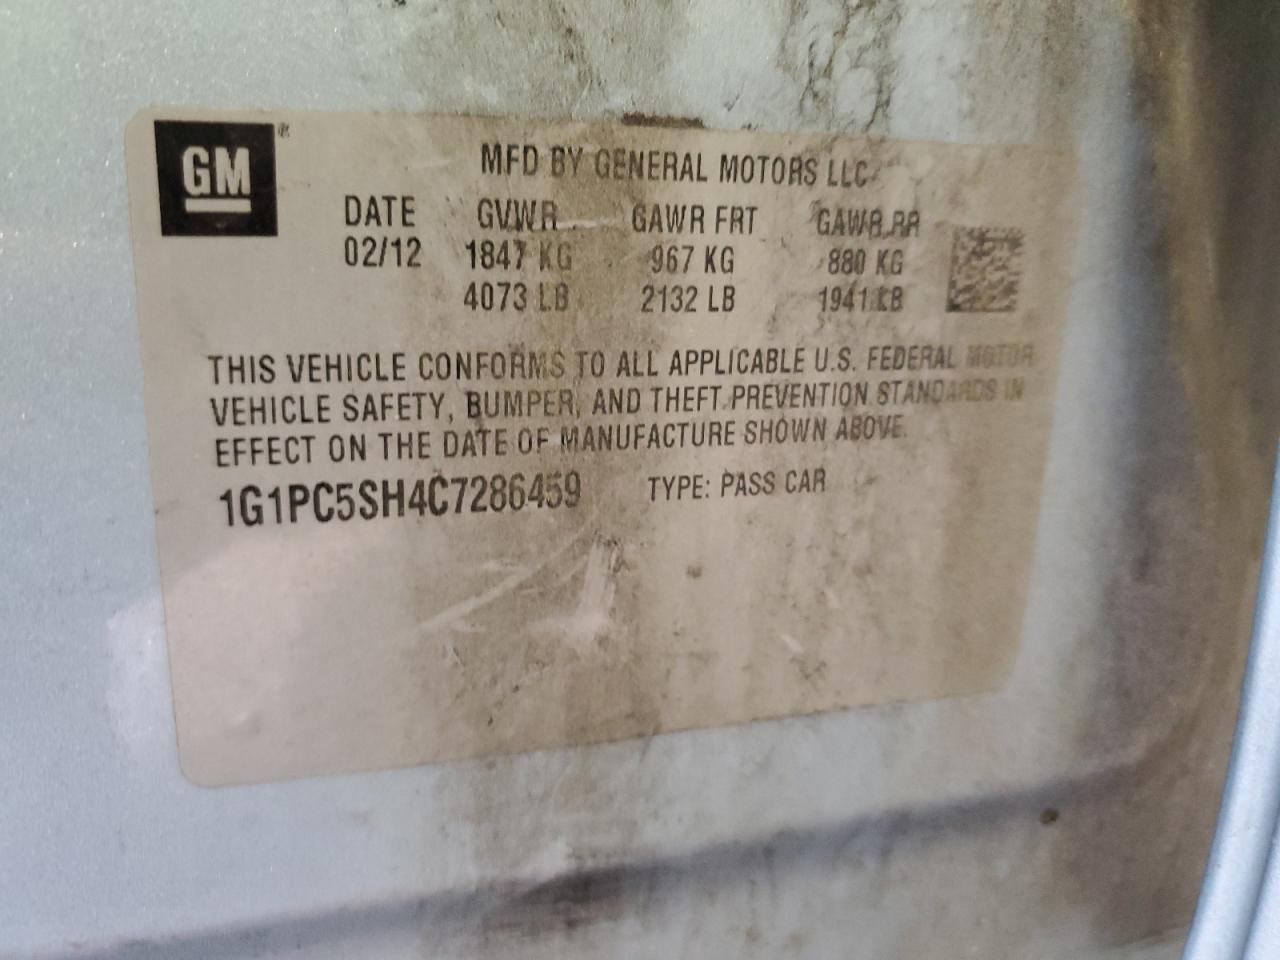 GM®
MFD BY GENERAL MOTORS LLC
DATE GVWR GAWR FRT GAWR RR
02/12 1847 KG 967 KG 880 KG
4073 LB 2132 LB 1941 LB
THIS VEHICLE CONFORMS TO ALL APPLICABLE U.S. FEDERAL MOTOR
VEHICLE SAFETY, BUMPER, AND THEFT PREVENTION STANDARDS IN
EFFECT ON THE DATE OF MANUFACTURE SHOWN ABOVE.
1G1PC5SH4C7286459 TYPE: PASS CAR